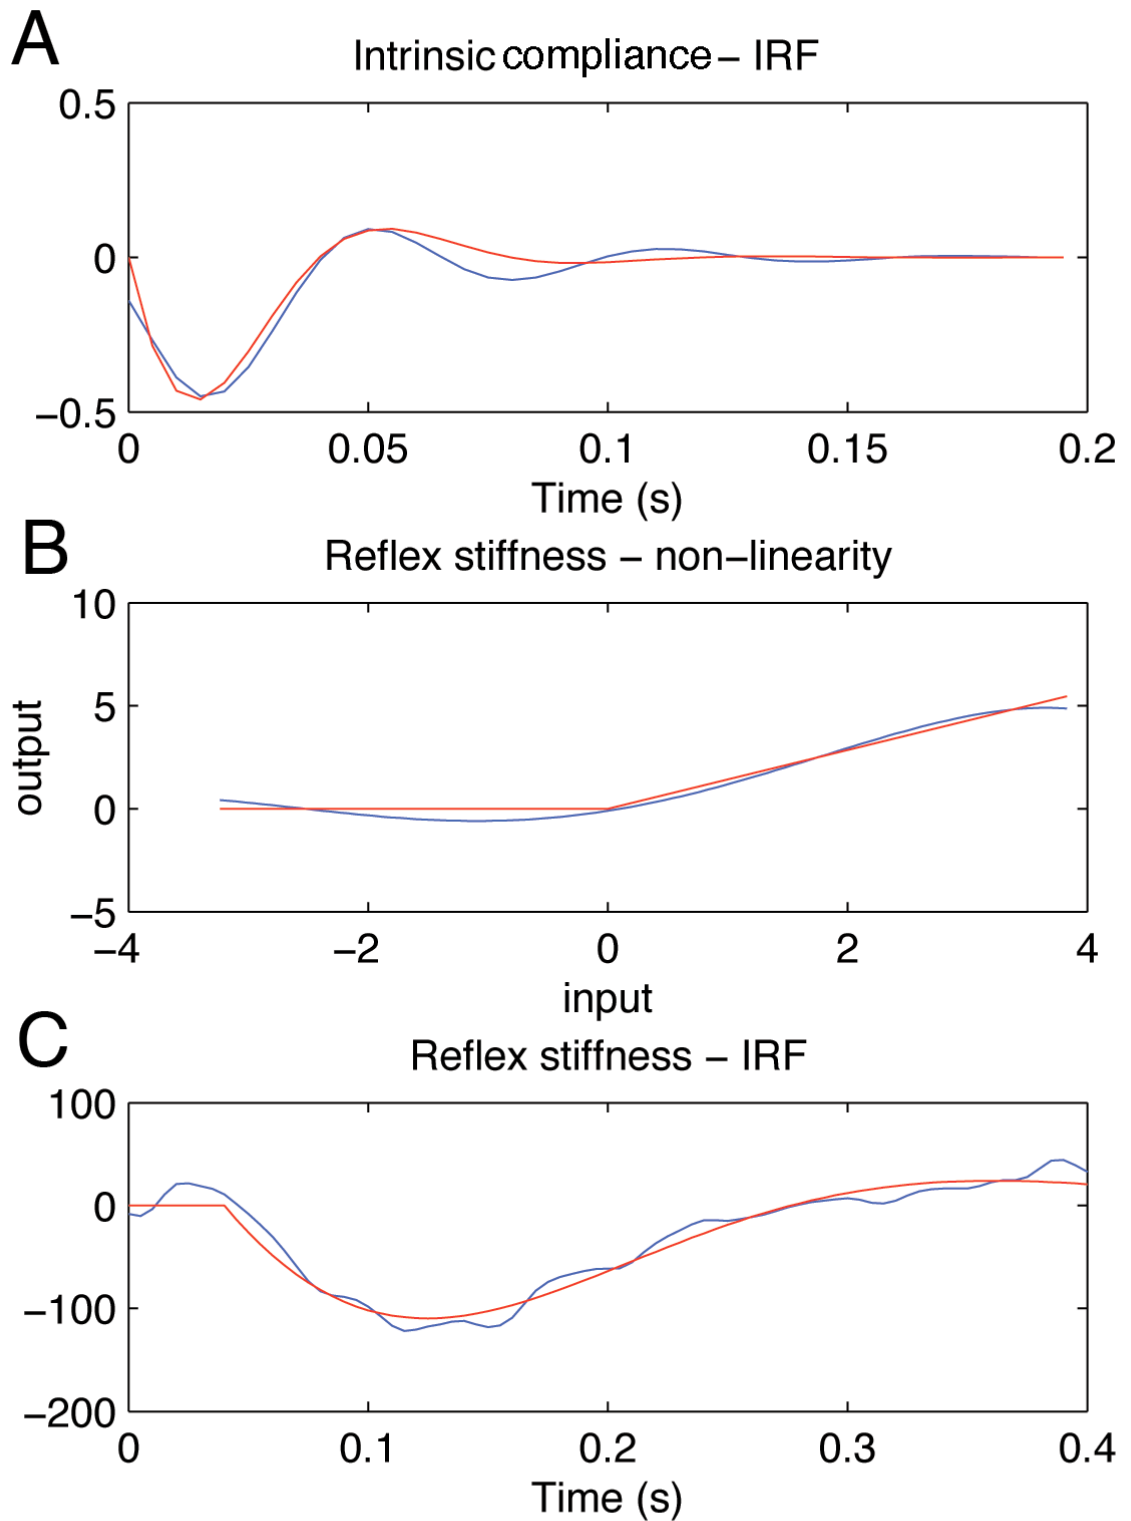 A
Intrinsic compliance – IRF
0.5
0
−0.5
0 0.05 0.1 0.15 0.2
Time (s)
B
Reflex stiffness – non–linearity
10
5
0
−5
output
−4 −2 0 2 4
input
C
Reflex stiffness – IRF
100
0
−100
−200
0 0.1 0.2 0.3 0.4
Time (s)